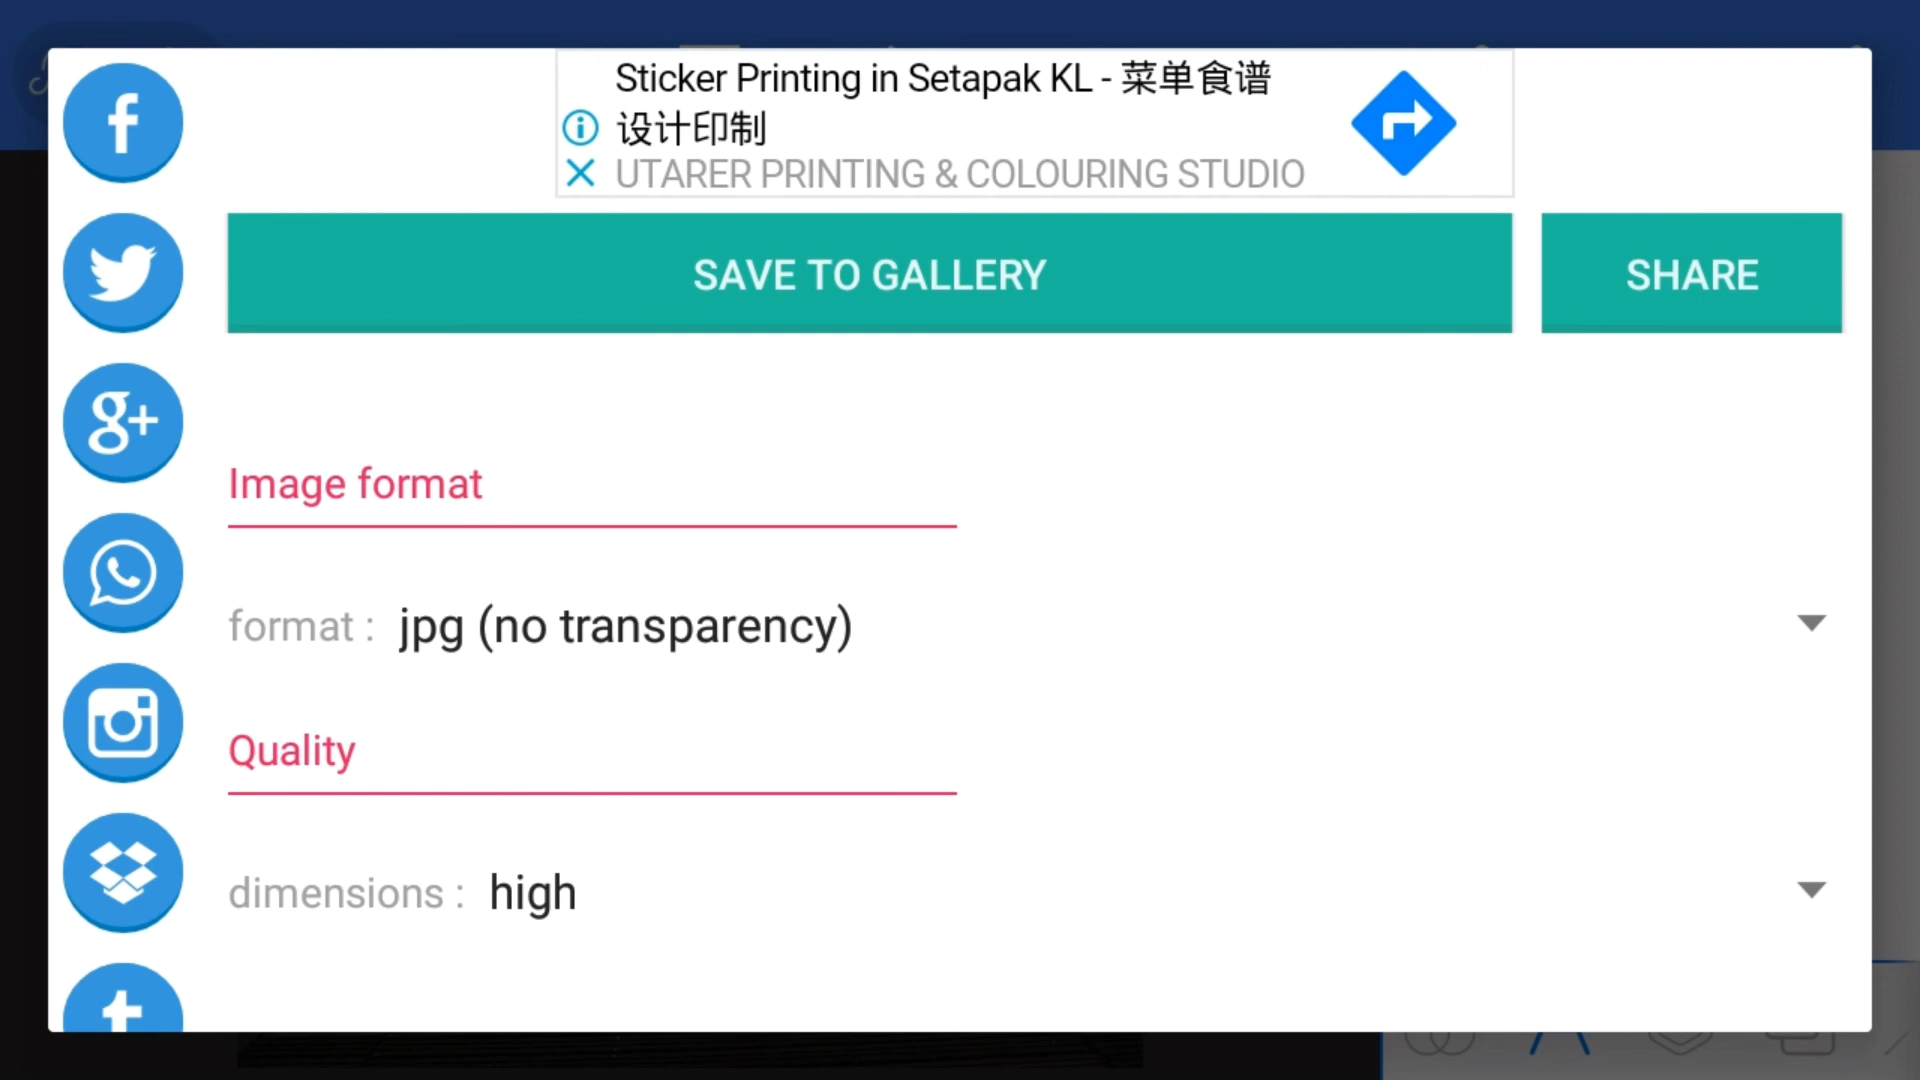 Sticker Printing in Setapak KL - 菜单食谱
设计印制
UTARER PRINTING & COLOURING STUDIO
SAVE TO GALLERY
SHARE
Image format
format : jpg (no transparency)
Quality
dimensions : high